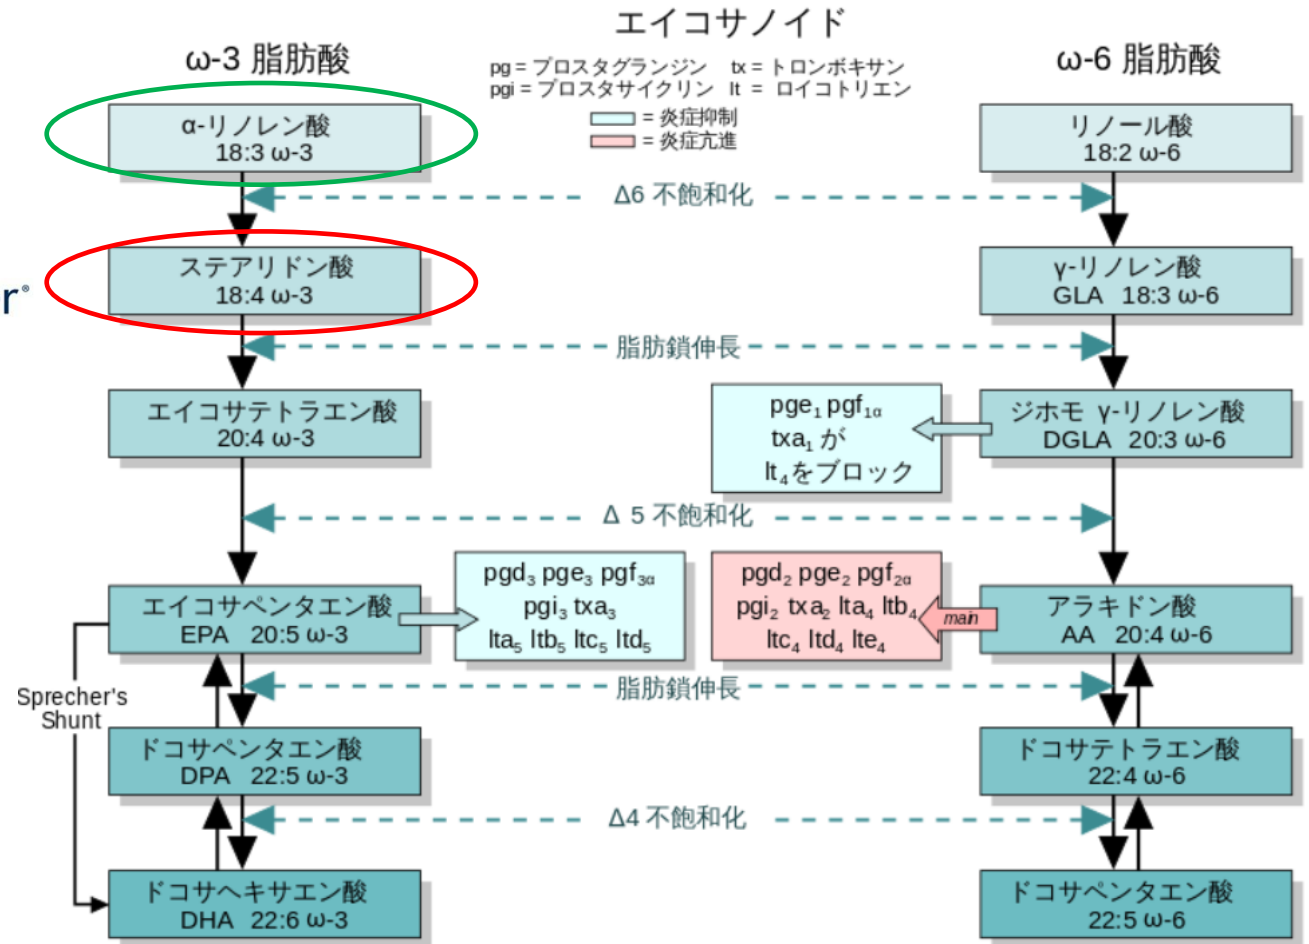 エイコサノイド
ω-3 脂肪酸
pg = プロスタグランジン tx = トロンボキサン
pgi = プロスタサイクリン lt = ロイコトリエン
= 炎症抑制
= 炎症亢進
ω-6 脂肪酸
α-リノレン酸
18:3 ω-3
リノール酸
18:2 ω-6
Δ6 不飽和化
r®
ステアリドン酸
18:4 ω-3
γ-リノレン酸
GLA 18:3 ω-6
脂肪鎖伸長
エイコサテトラエン酸
20:4 ω-3
pge₁ pgf₁α
txa₁ が
lt₄をブロック
ジホモ γ-リノレン酸
DGLA 20:3 ω-6
Δ 5 不飽和化
エイコサペンタエン酸
EPA 20:5 ω-3
pgd₃ pge₃ pgf₃α
pgi₃ txa₃
lta₅ ltb₅ ltc₅ ltd₅
pgd₂ pge₂ pgf₂α
pgi₂ txa₂ lta₄ ltb₄
ltc₄ ltd₄ lte₄
main
アラキドン酸
AA 20:4 ω-6
脂肪鎖伸長
Sprecher's
Shunt
ドコサペンタエン酸
DPA 22:5 ω-3
ドコサテトラエン酸
22:4 ω-6
Δ4 不飽和化
ドコサヘキサエン酸
DHA 22:6 ω-3
ドコサペンタエン酸
22:5 ω-6